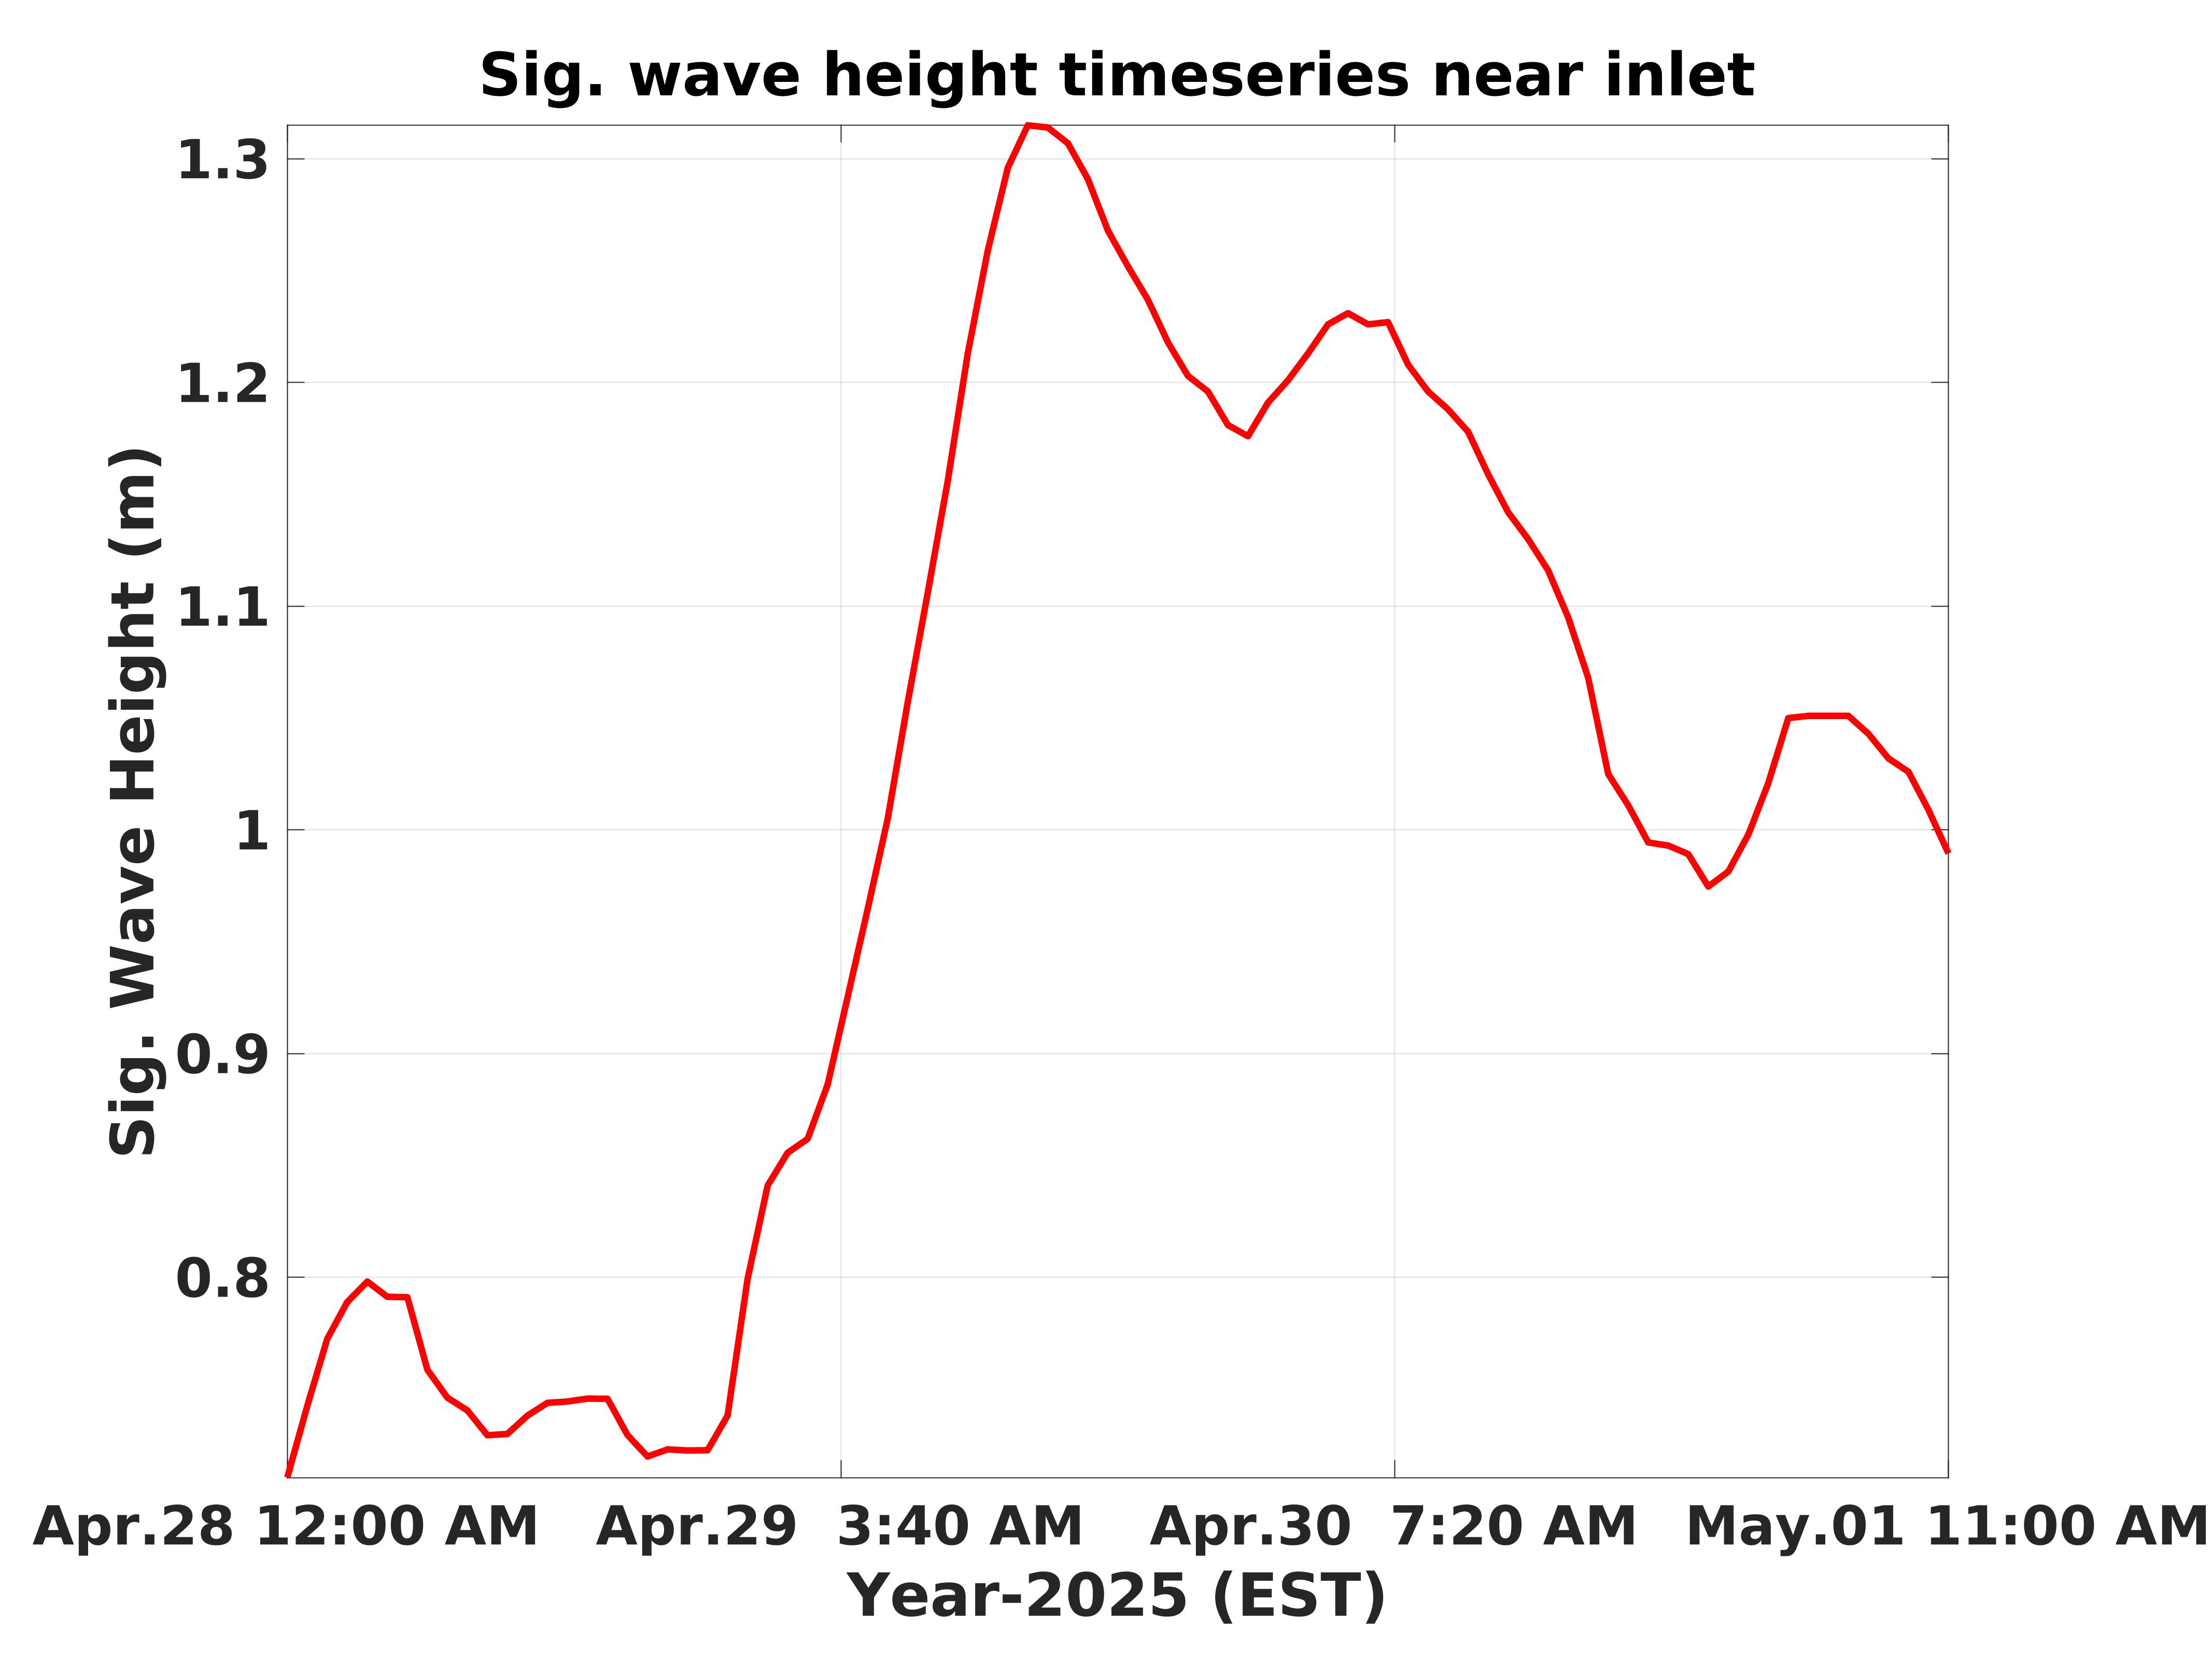 Sig. wave height timeseries near inlet
Sig. Wave Height (m)
1.3
1.2
1.1
1
0.9
0.8
Apr.28 12:00 AM Apr.29 3:40 AM Apr.30 7:20 AM May.01 11:00 AM
Year-2025 (EST)